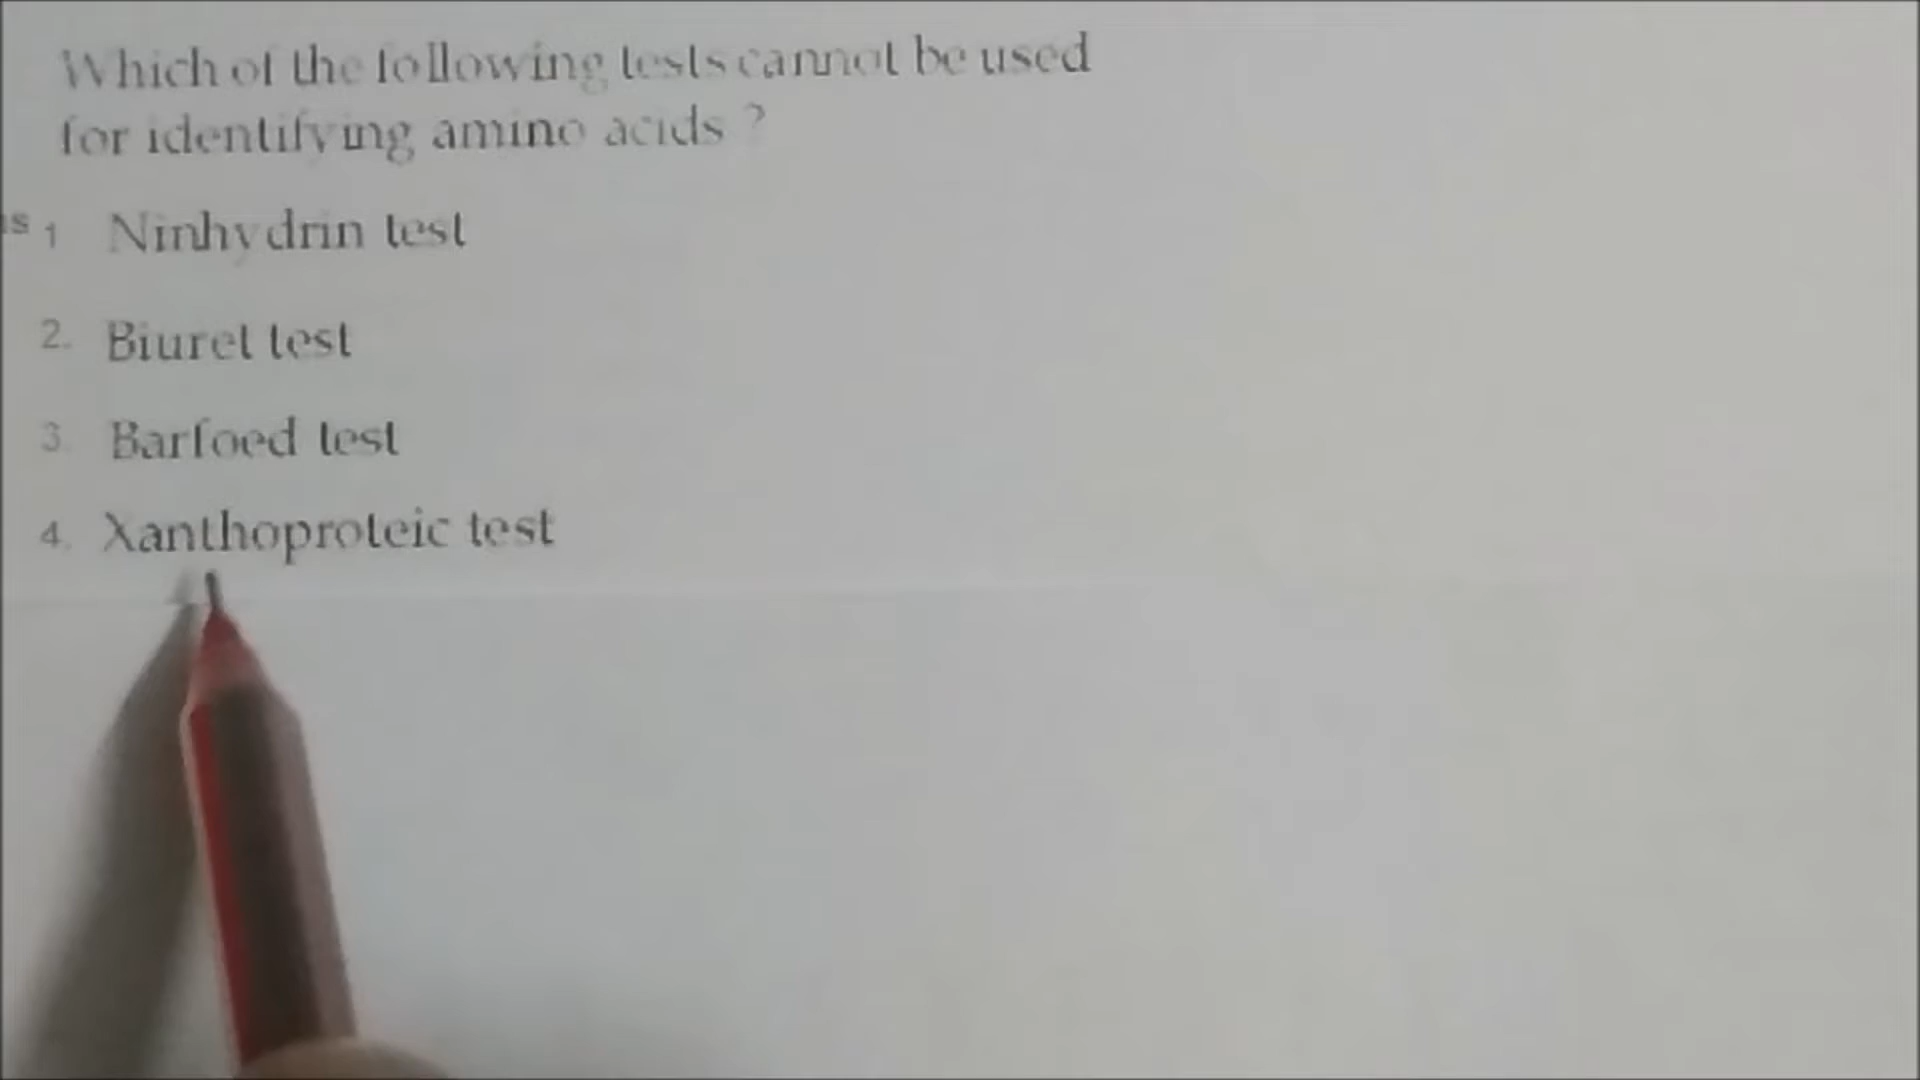 Which of the following tests cannot be used
for identifying amino acids ?
1 Ninhydrin test
2. Biuret test
3. Barfoed test
4. Xanthoproteic test